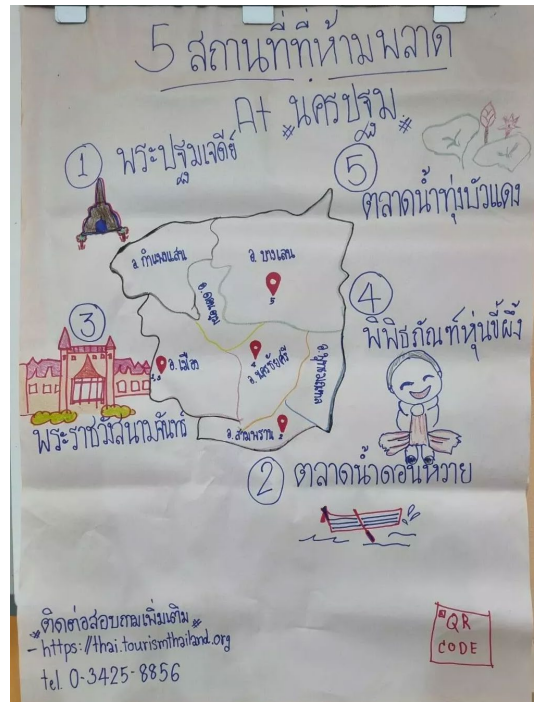 5 สถานที่ที่ห้ามพลาด
At นครปฐม
① พระปฐมเจดีย์
⑤
ตลาดน้ำทุ่งบัวแดง
อ. กำแพงแสน
อ. บางเลน
อ. ดอนตูม
5
③
④
พิพิธภัณฑ์หุ่นขี้ผึ้ง
อ. เมือง
อ. นครชัยศรี
อ. พุทธมณฑล
พระราชวังสนามจันทร์
อ. สามพราน
② ตลาดน้ำดอนหวาย
"ติดต่อสอบถามเพิ่มเติม"
- https://thai.tourismthailand.org
tel. 0-3425-8856
QR
CODE